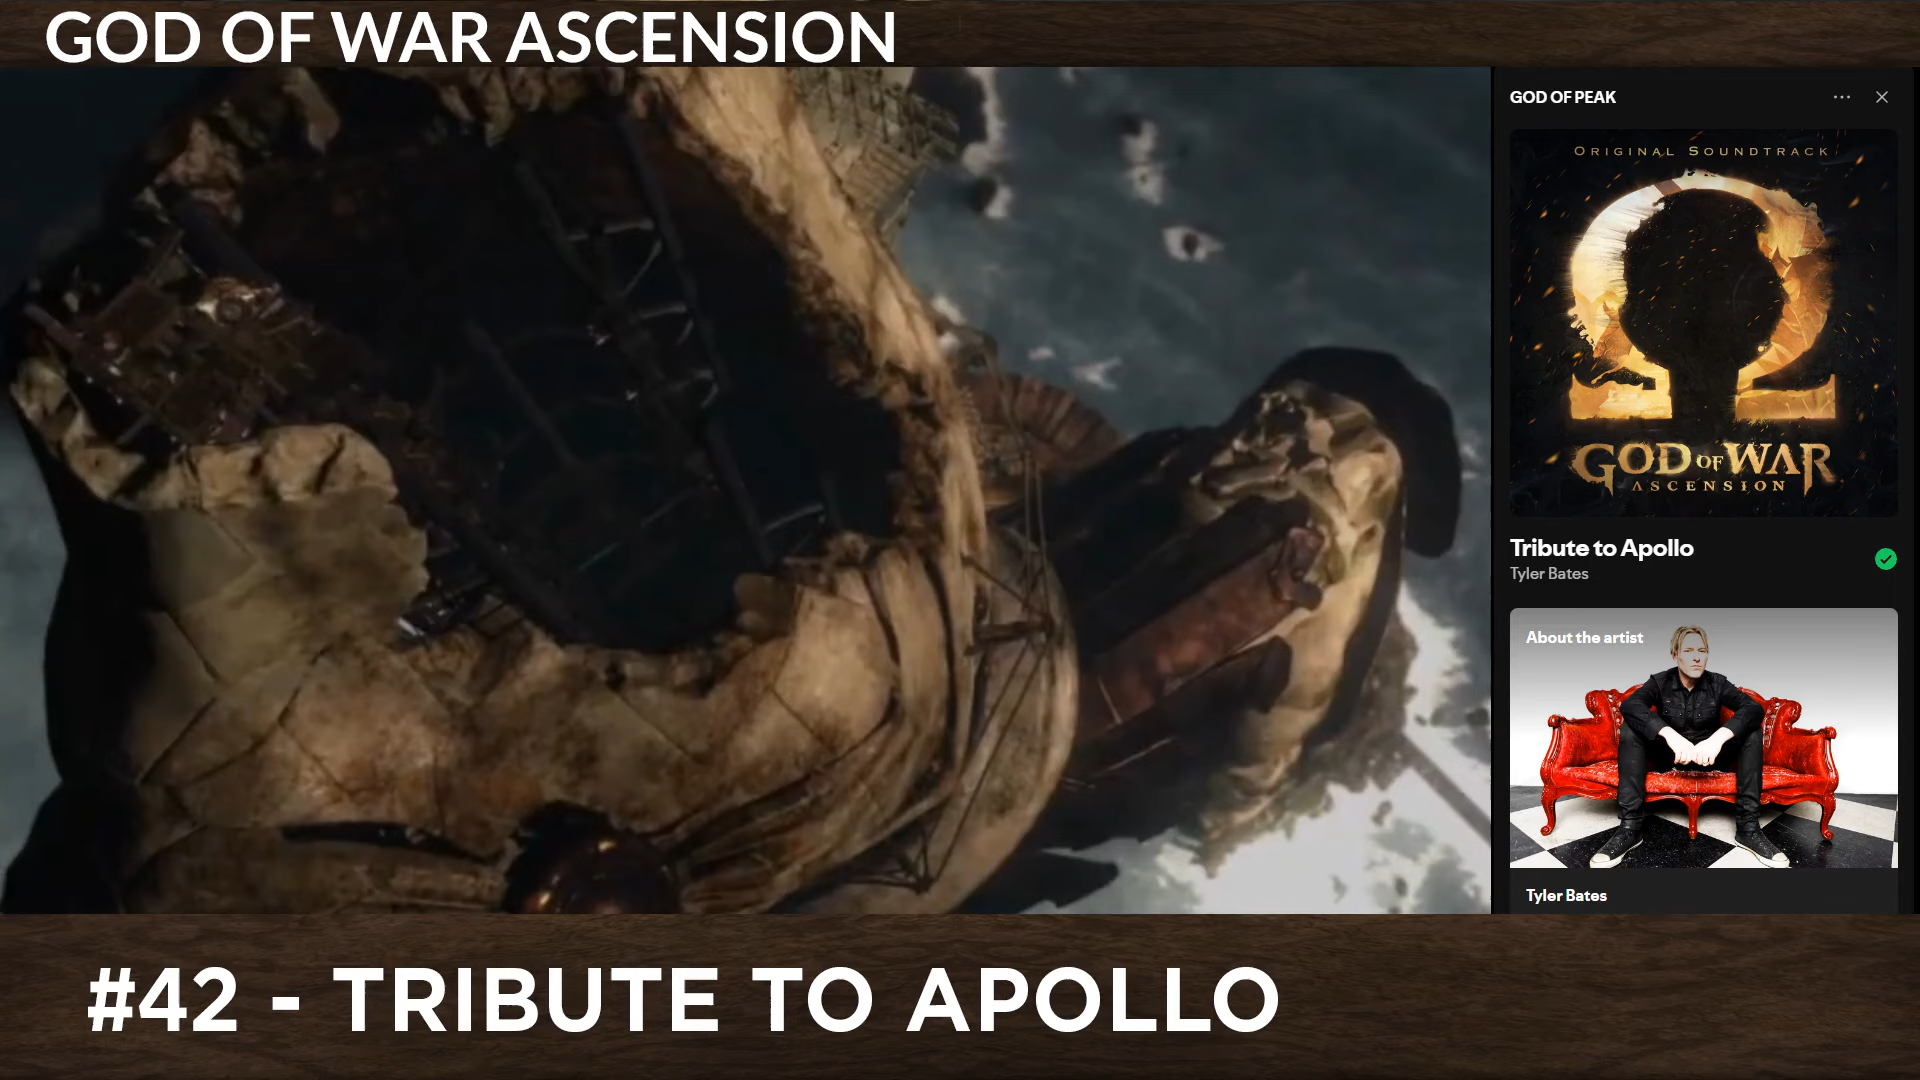 GOD OF WAR ASCENSION
GOD OF PEAK
ORIGINAL SOUNDTRACK
GOD OF WAR
ASCENSION
Tribute to Apollo
Tyler Bates
About the artist
Tyler Bates
#42 - TRIBUTE TO APOLLO